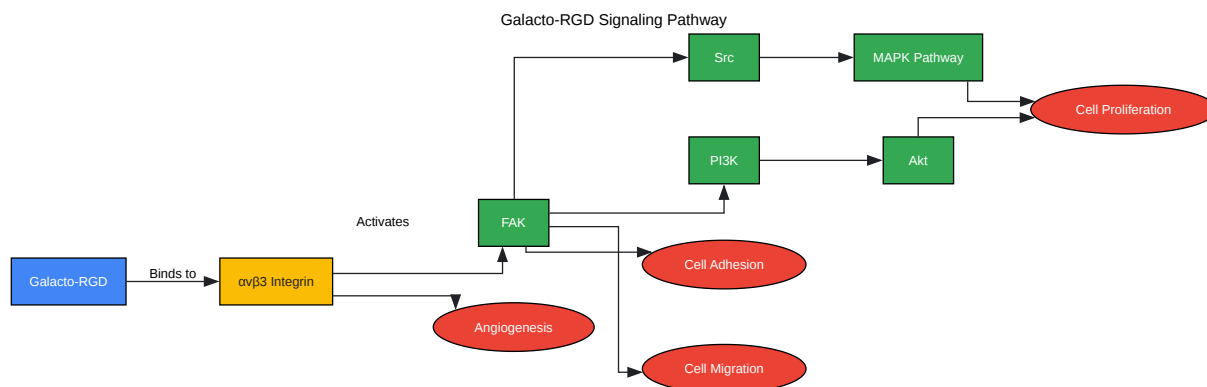 Galacto-RGD Signaling Pathway
Src
MAPK Pathway
Cell Proliferation
PI3K
Akt
Activates
FAK
Galacto-RGD
Binds to
αvβ3 Integrin
Cell Adhesion
Angiogenesis
Cell Migration